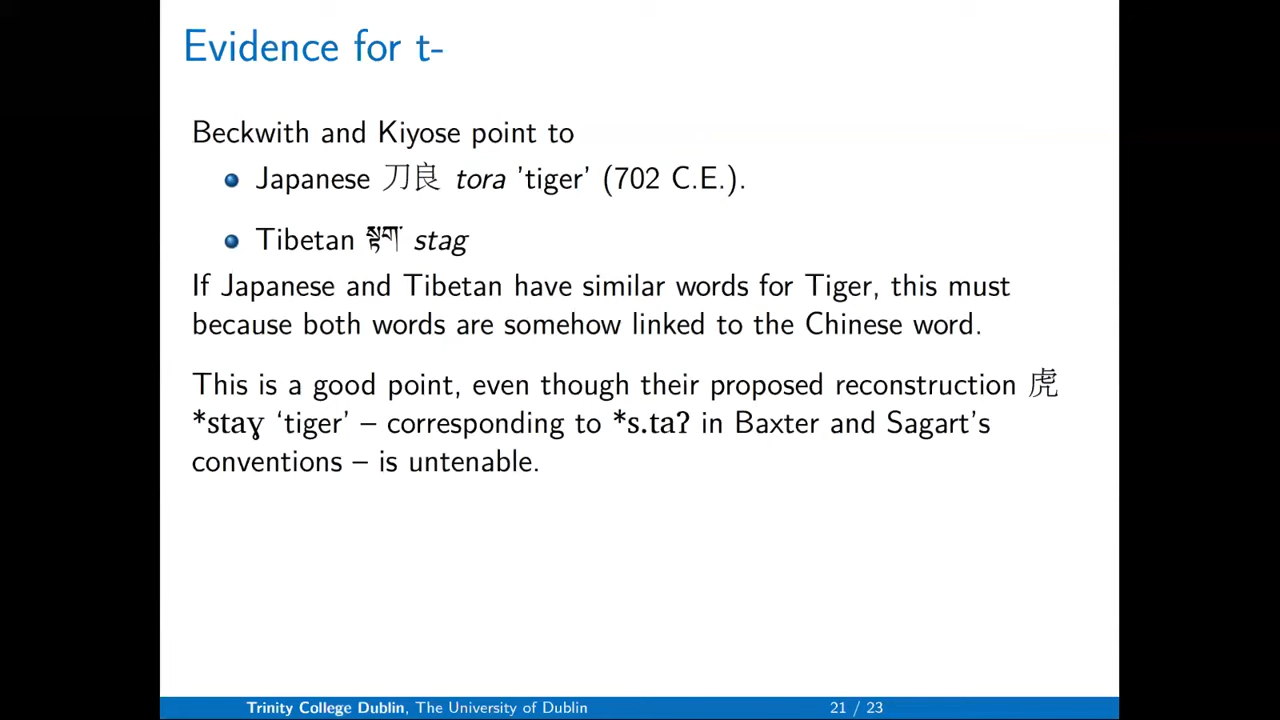 Evidence for t-
Beckwith and Kiyose point to
Japanese 刀良 tora ’tiger’ (702 C.E.).
Tibetan སྟག་ stag
If Japanese and Tibetan have similar words for Tiger, this must
because both words are somehow linked to the Chinese word.
This is a good point, even though their proposed reconstruction 虎
*staɣ ‘tiger’ – corresponding to *s.taʔ in Baxter and Sagart’s
conventions – is untenable.
Trinity College Dublin, The University of Dublin 21 / 23